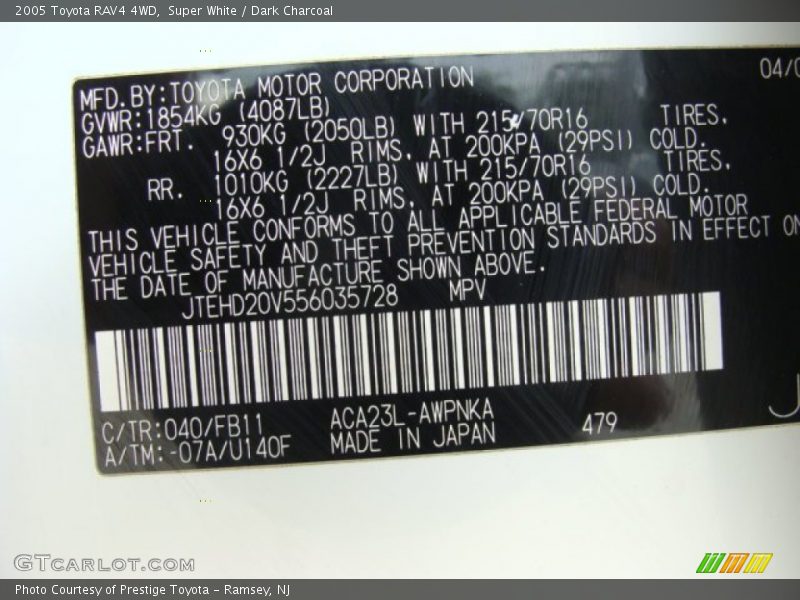 2005 Toyota RAV4 4WD,  Super White / Dark Charcoal
MFD.BY:TOYOTA MOTOR CORPORATION 04/0
GVWR:1854KG (4087LB)
GAWR:FRT. 930KG (2050LB) WITH 215/70R16 TIRES.
16X6 1/2J RIMS. AT 200KPA (29PSI) COLD.
RR. 1010KG (2227LB) WITH 215/70R16 TIRES.
16X6 1/2J RIMS. AT 200KPA (29PSI) COLD.
THIS VEHICLE CONFORMS TO ALL APPLICABLE FEDERAL MOTOR
VEHICLE SAFETY AND THEFT PREVENTION STANDARDS IN EFFECT ON
THE DATE OF MANUFACTURE SHOWN ABOVE.
JTEHD20V556035728 MPV
C/TR:040/FB11 ACA23L-AWPNKA 479
A/TM:-07A/U140F MADE IN JAPAN
GTCARLOT.COM
Photo Courtesy of Prestige Toyota - Ramsey, NJ